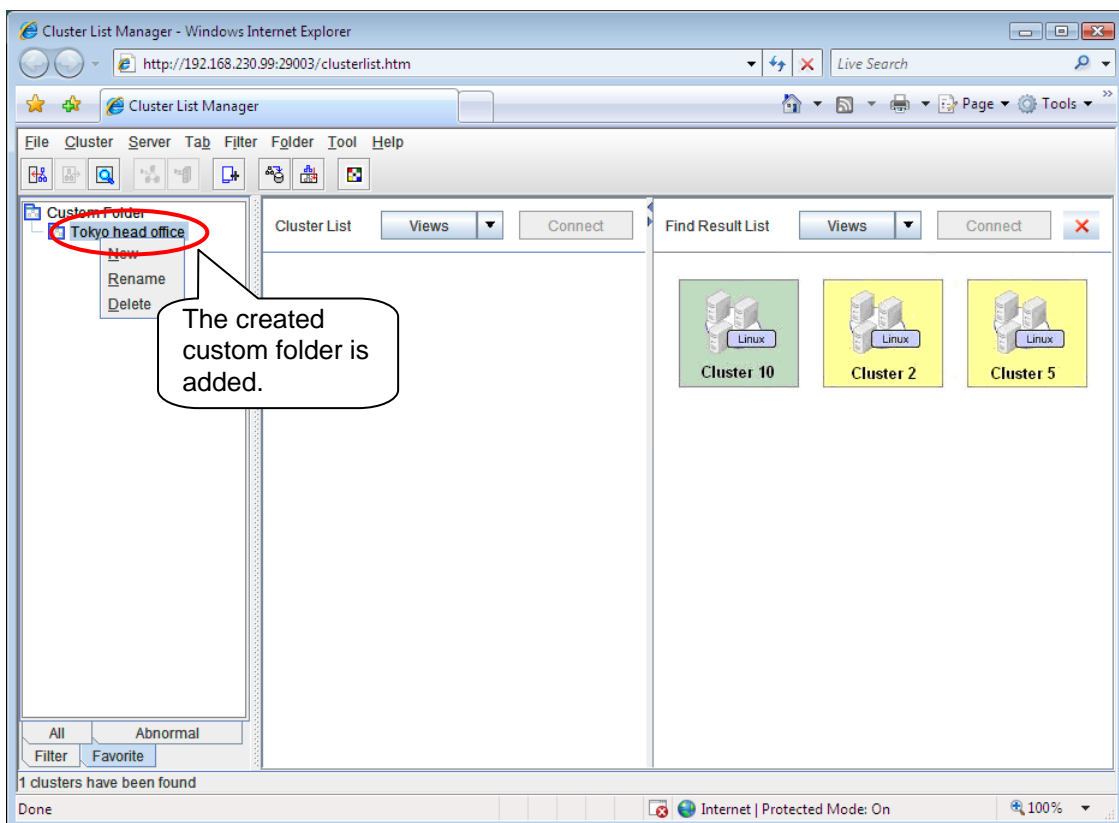 Cluster List Manager - Windows Internet Explorer
http://192.168.230.99:29003/clusterlist.htm
Live Search
Cluster List Manager
Page
Tools
File Cluster Server Tab Filter Folder Tool Help
Custom Folder
Tokyo head office
New
Rename
Delete
The created
custom folder is
added.
Cluster List Views Connect
Find Result List Views Connect
Linux
Cluster 10
Linux
Cluster 2
Linux
Cluster 5
All Abnormal
Filter Favorite
1 clusters have been found
Done
Internet | Protected Mode: On
100%